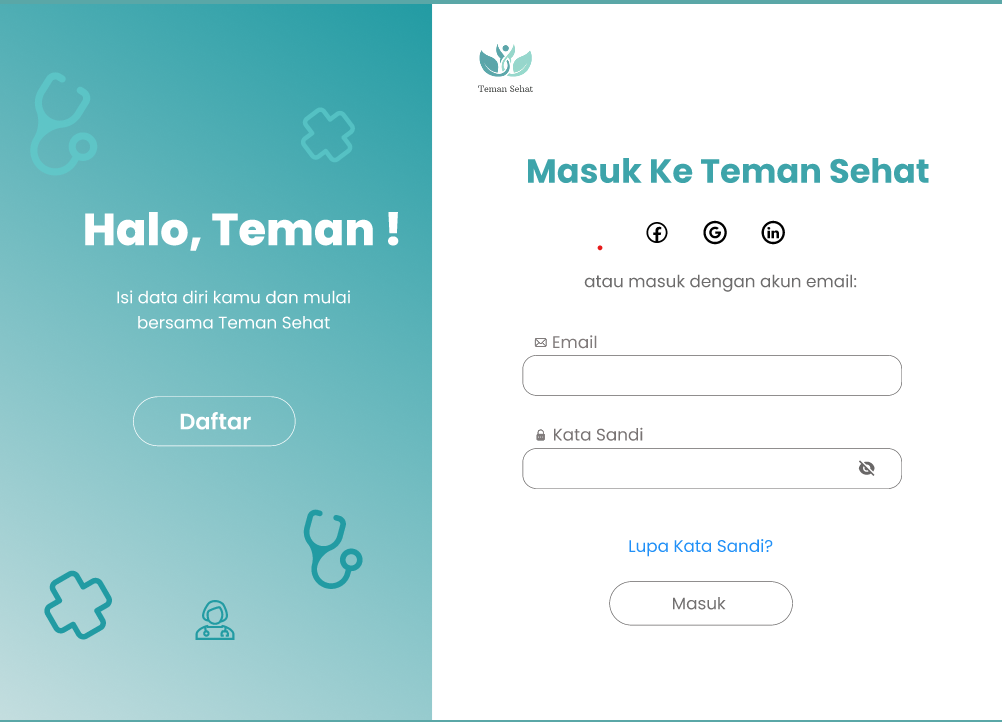 Halo, Teman !
Isi data diri kamu dan mulai
bersama Teman Sehat
Daftar
Teman Sehat
Masuk Ke Teman Sehat
atau masuk dengan akun email:
Email
Kata Sandi
Lupa Kata Sandi?
Masuk